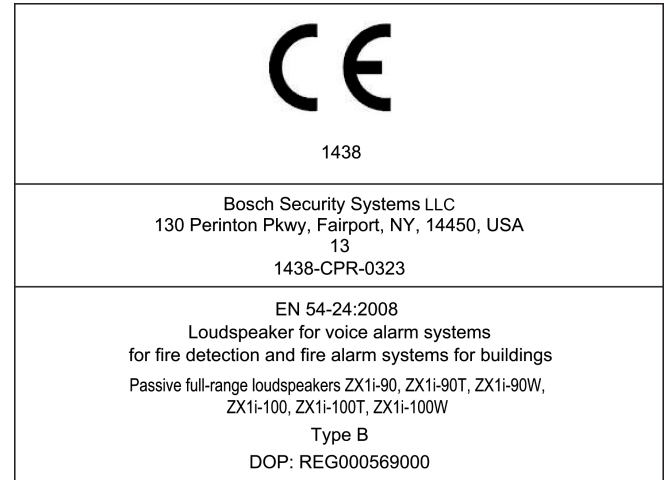 CE
1438
Bosch Security Systems LLC
130 Perinton Pkwy, Fairport, NY, 14450, USA
13
1438-CPR-0323
EN 54-24:2008
Loudspeaker for voice alarm systems
for fire detection and fire alarm systems for buildings
Passive full-range loudspeakers ZX1i-90, ZX1i-90T, ZX1i-90W,
ZX1i-100, ZX1i-100T, ZX1i-100W
Type B
DOP: REG000569000